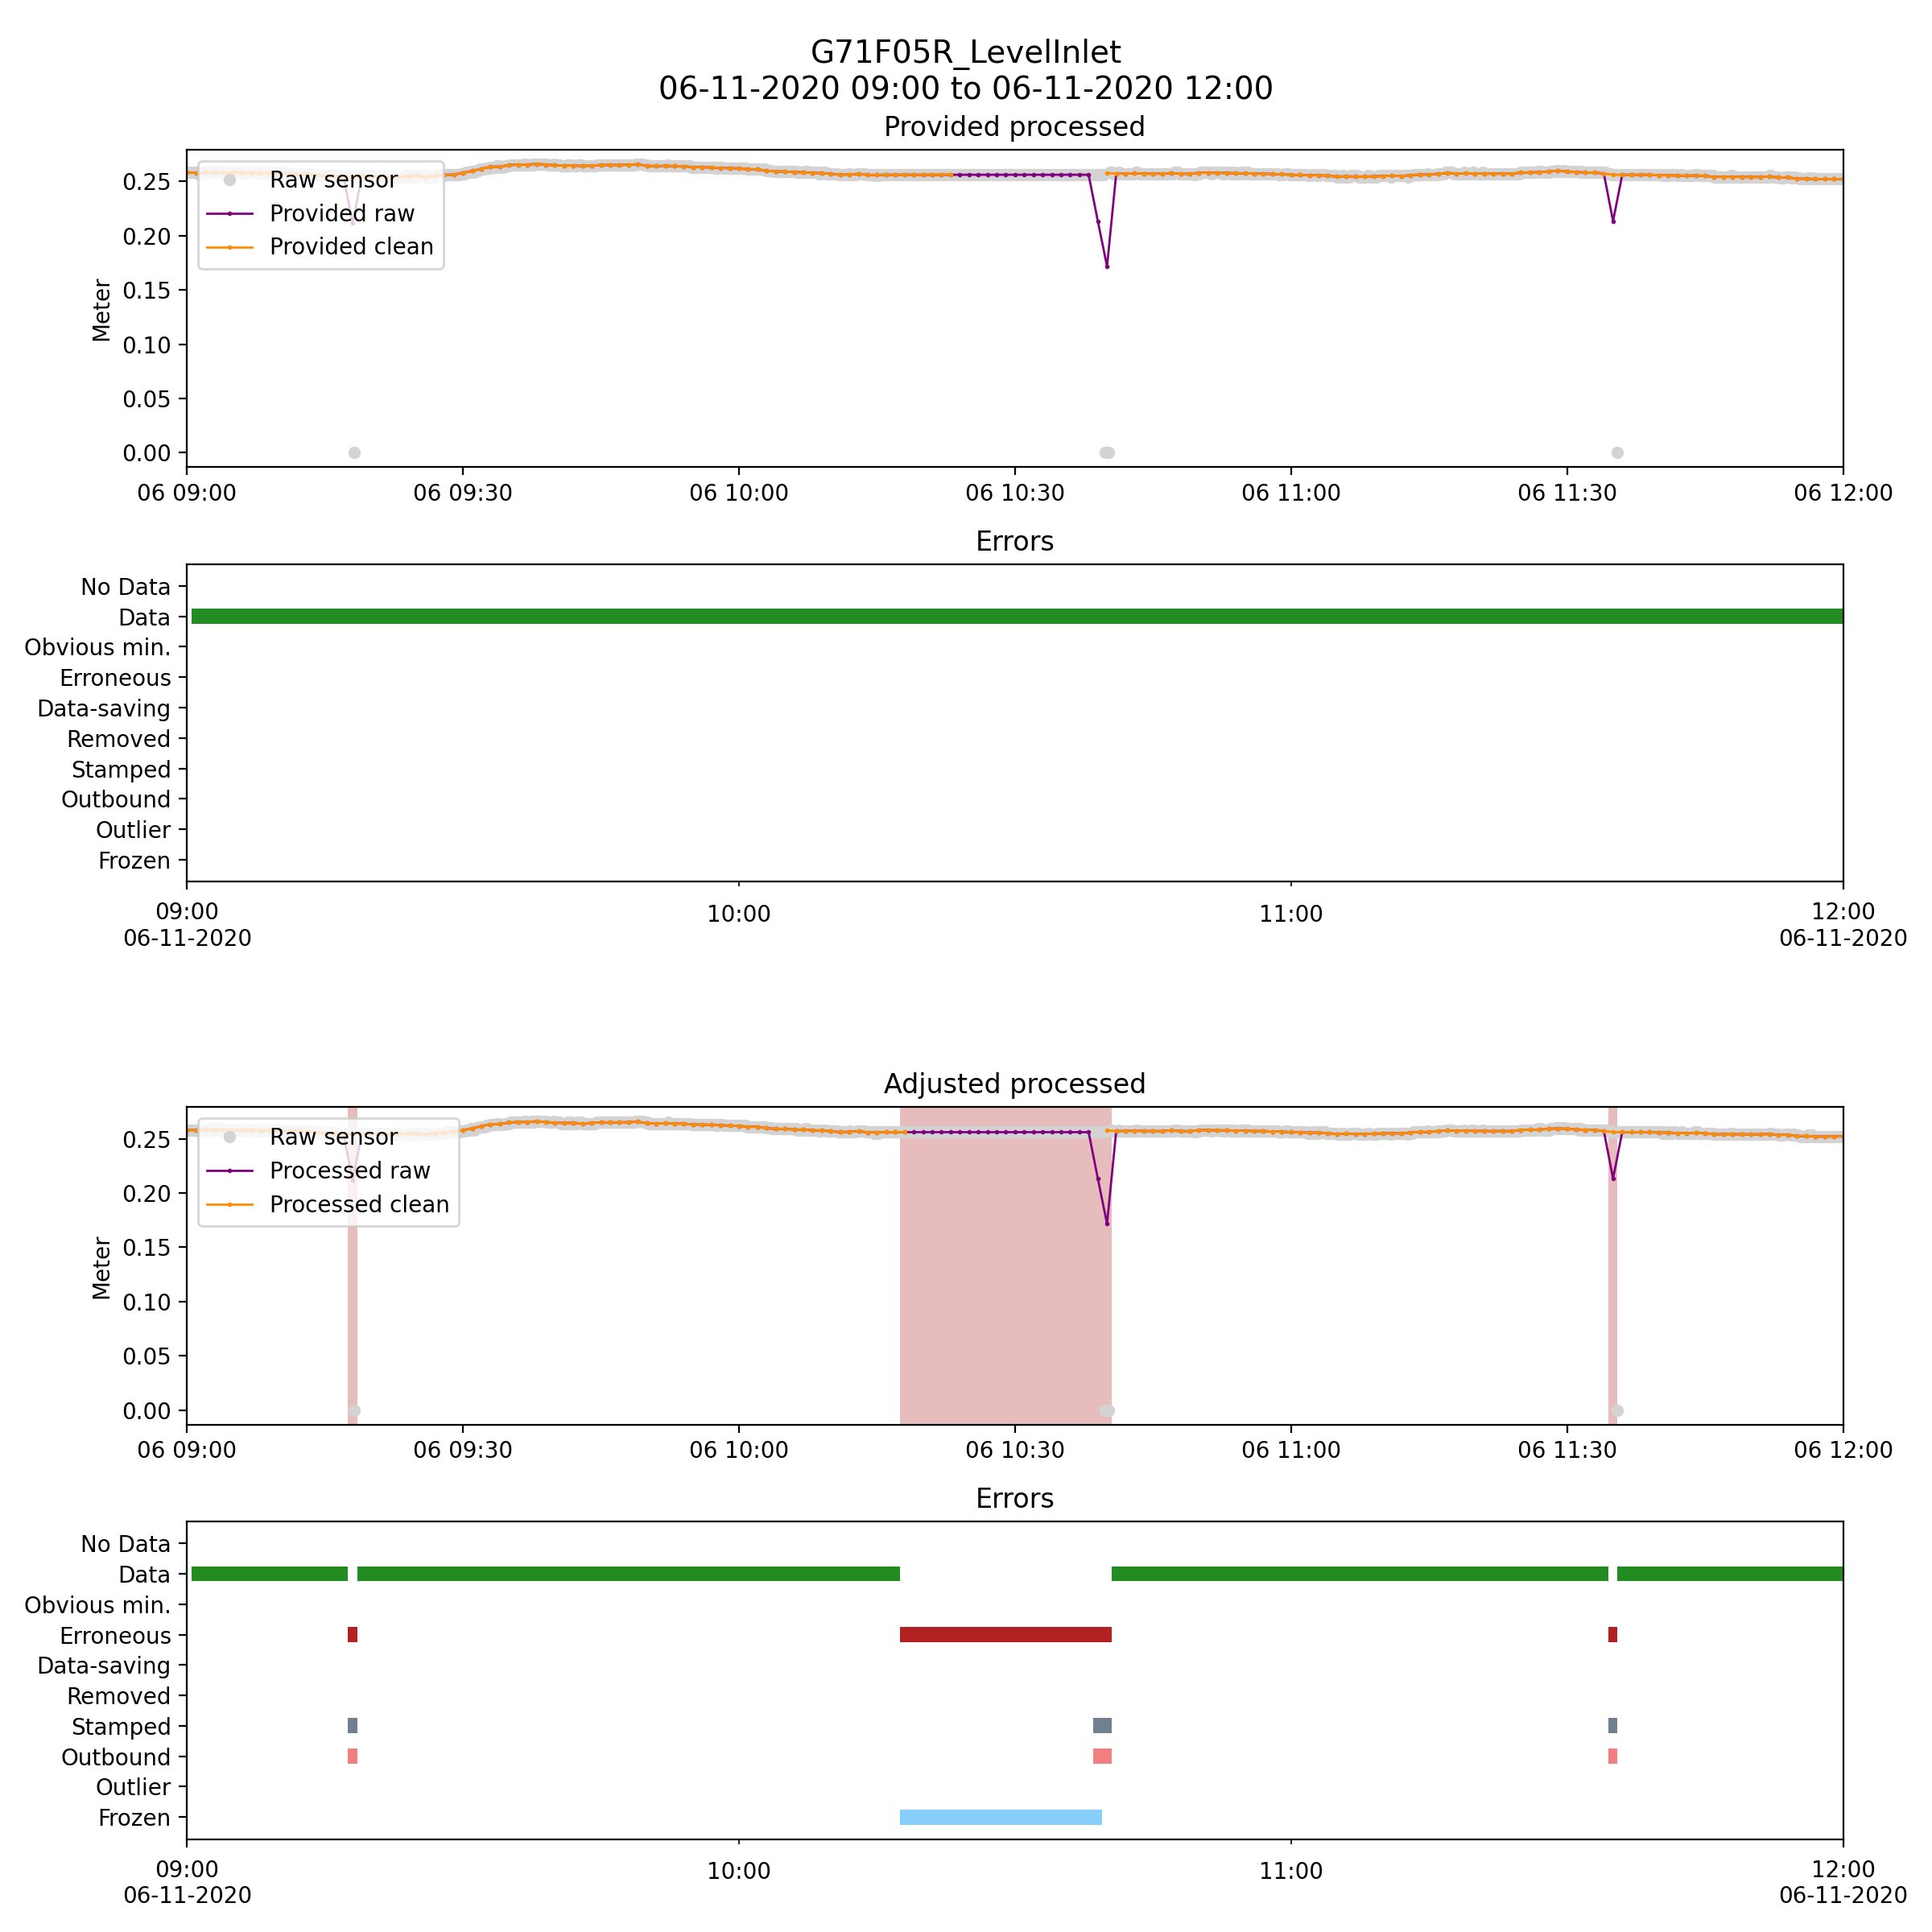 G71F05R_LevelInlet
06-11-2020 09:00 to 06-11-2020 12:00
Provided processed
Meter
0.25
0.20
0.15
0.10
0.05
0.00
Raw sensor
Provided raw
Provided clean
06 09:00 06 09:30 06 10:00 06 10:30 06 11:00 06 11:30 06 12:00
Errors
No Data
Data
Obvious min.
Erroneous
Data-saving
Removed
Stamped
Outbound
Outlier
Frozen
09:00 10:00 11:00 12:00
06-11-2020 06-11-2020
Adjusted processed
Meter
0.25
0.20
0.15
0.10
0.05
0.00
Raw sensor
Processed raw
Processed clean
06 09:00 06 09:30 06 10:00 06 10:30 06 11:00 06 11:30 06 12:00
Errors
No Data
Data
Obvious min.
Erroneous
Data-saving
Removed
Stamped
Outbound
Outlier
Frozen
09:00 10:00 11:00 12:00
06-11-2020 06-11-2020